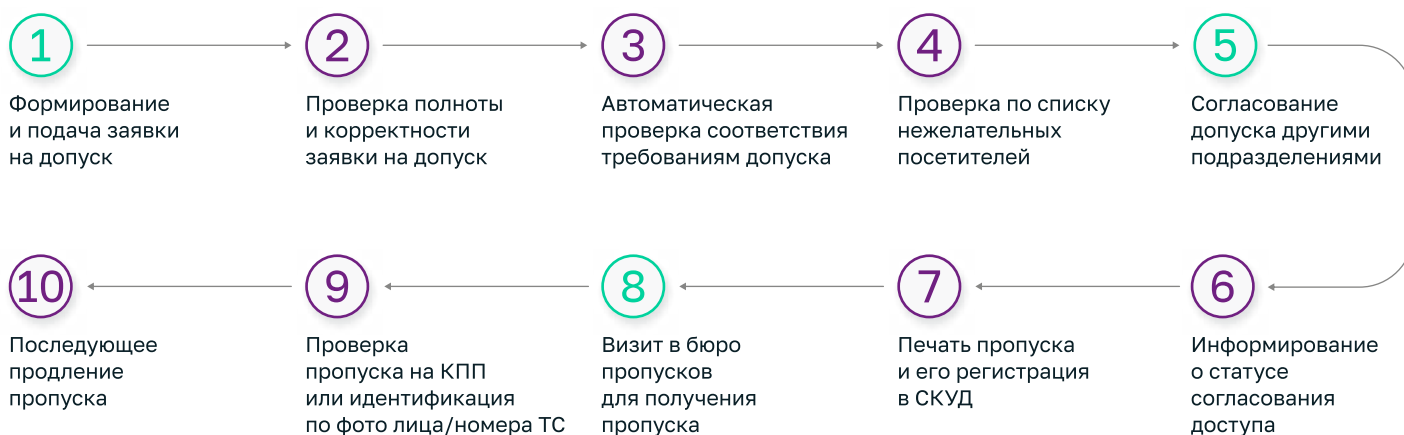 1
Формирование
и подача заявки
на допуск
2
Проверка полноты
и корректности
заявки на допуск
3
Автоматическая
проверка соответствия
требованиям допуска
4
Проверка по списку
нежелательных
посетителей
5
Согласование
допуска другими
подразделениями
6
Информирование
о статусе
согласования
доступа
7
Печать пропуска
и его регистрация
в СКУД
8
Визит в бюро
пропусков
для получения
пропуска
9
Проверка
пропуска на КПП
или идентификация
по фото лица/номера ТС
10
Последующее
продление
пропуска